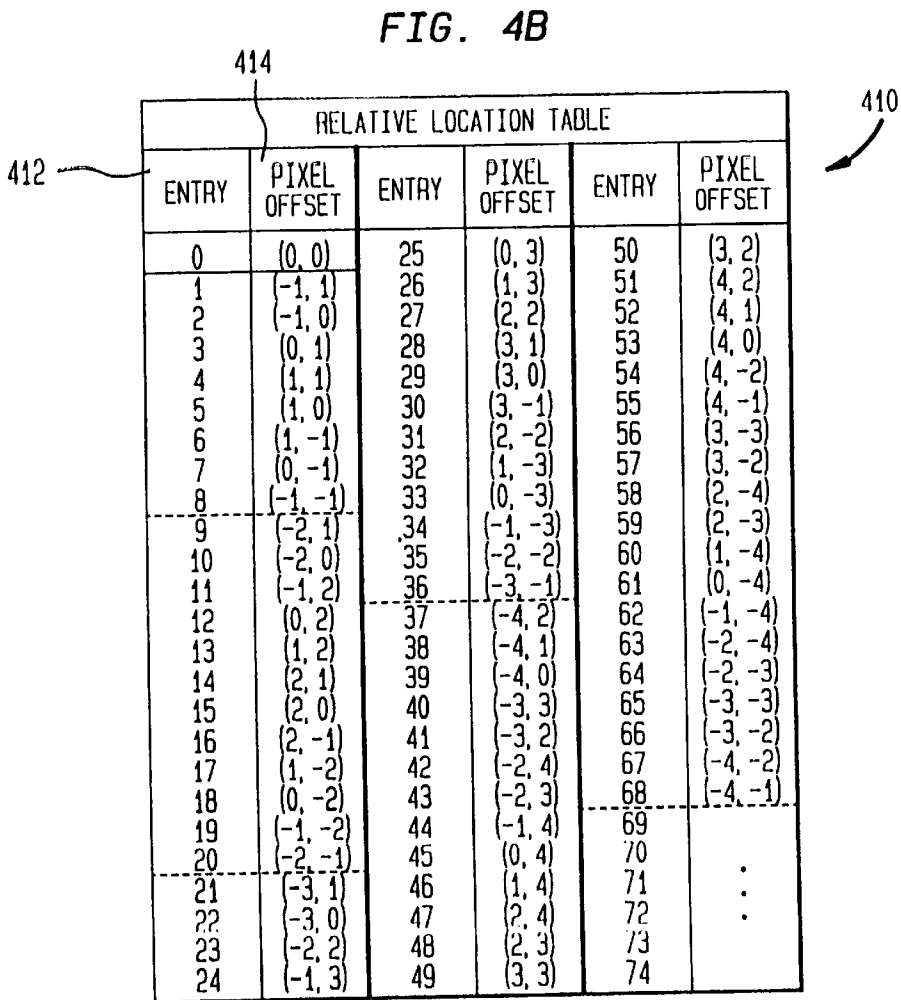 FIG. 4B
414
410
412
RELATIVE LOCATION TABLE
ENTRY PIXEL OFFSET ENTRY PIXEL OFFSET ENTRY PIXEL OFFSET
0 (0, 0) 25 (0, 3) 50 (3, 2)
1 (-1, 1) 26 (1, 3) 51 (4, 2)
2 (-1, 0) 27 (2, 2) 52 (4, 1)
3 (0, 1) 28 (3, 1) 53 (4, 0)
4 (1, 1) 29 (3, 0) 54 (4, -2)
5 (1, 0) 30 (3, -1) 55 (4, -1)
6 (1, -1) 31 (2, -2) 56 (3, -3)
7 (0, -1) 32 (1, -3) 57 (3, -2)
8 (-1, -1) 33 (0, -3) 58 (2, -4)
9 (-2, 1) 34 (-1, -3) 59 (2, -3)
10 (-2, 0) 35 (-2, -2) 60 (1, -4)
11 (-1, 2) 36 (-3, -1) 61 (0, -4)
12 (0, 2) 37 (-4, 2) 62 (-1, -4)
13 (1, 2) 38 (-4, 1) 63 (-2, -4)
14 (2, 1) 39 (-4, 0) 64 (-2, -3)
15 (2, 0) 40 (-3, 3) 65 (-3, -3)
16 (2, -1) 41 (-3, 2) 66 (-3, -2)
17 (1, -2) 42 (-2, 4) 67 (-4, -2)
18 (0, -2) 43 (-2, 3) 68 (-4, -1)
19 (-1, -2) 44 (-1, 4) 69
20 (-2, -1) 45 (0, 4) 70
21 (-3, 1) 46 (1, 4) 71
22 (-3, 0) 47 (2, 4) 72
23 (-2, 2) 48 (2, 3) 73
24 (-1, 3) 49 (3, 3) 74